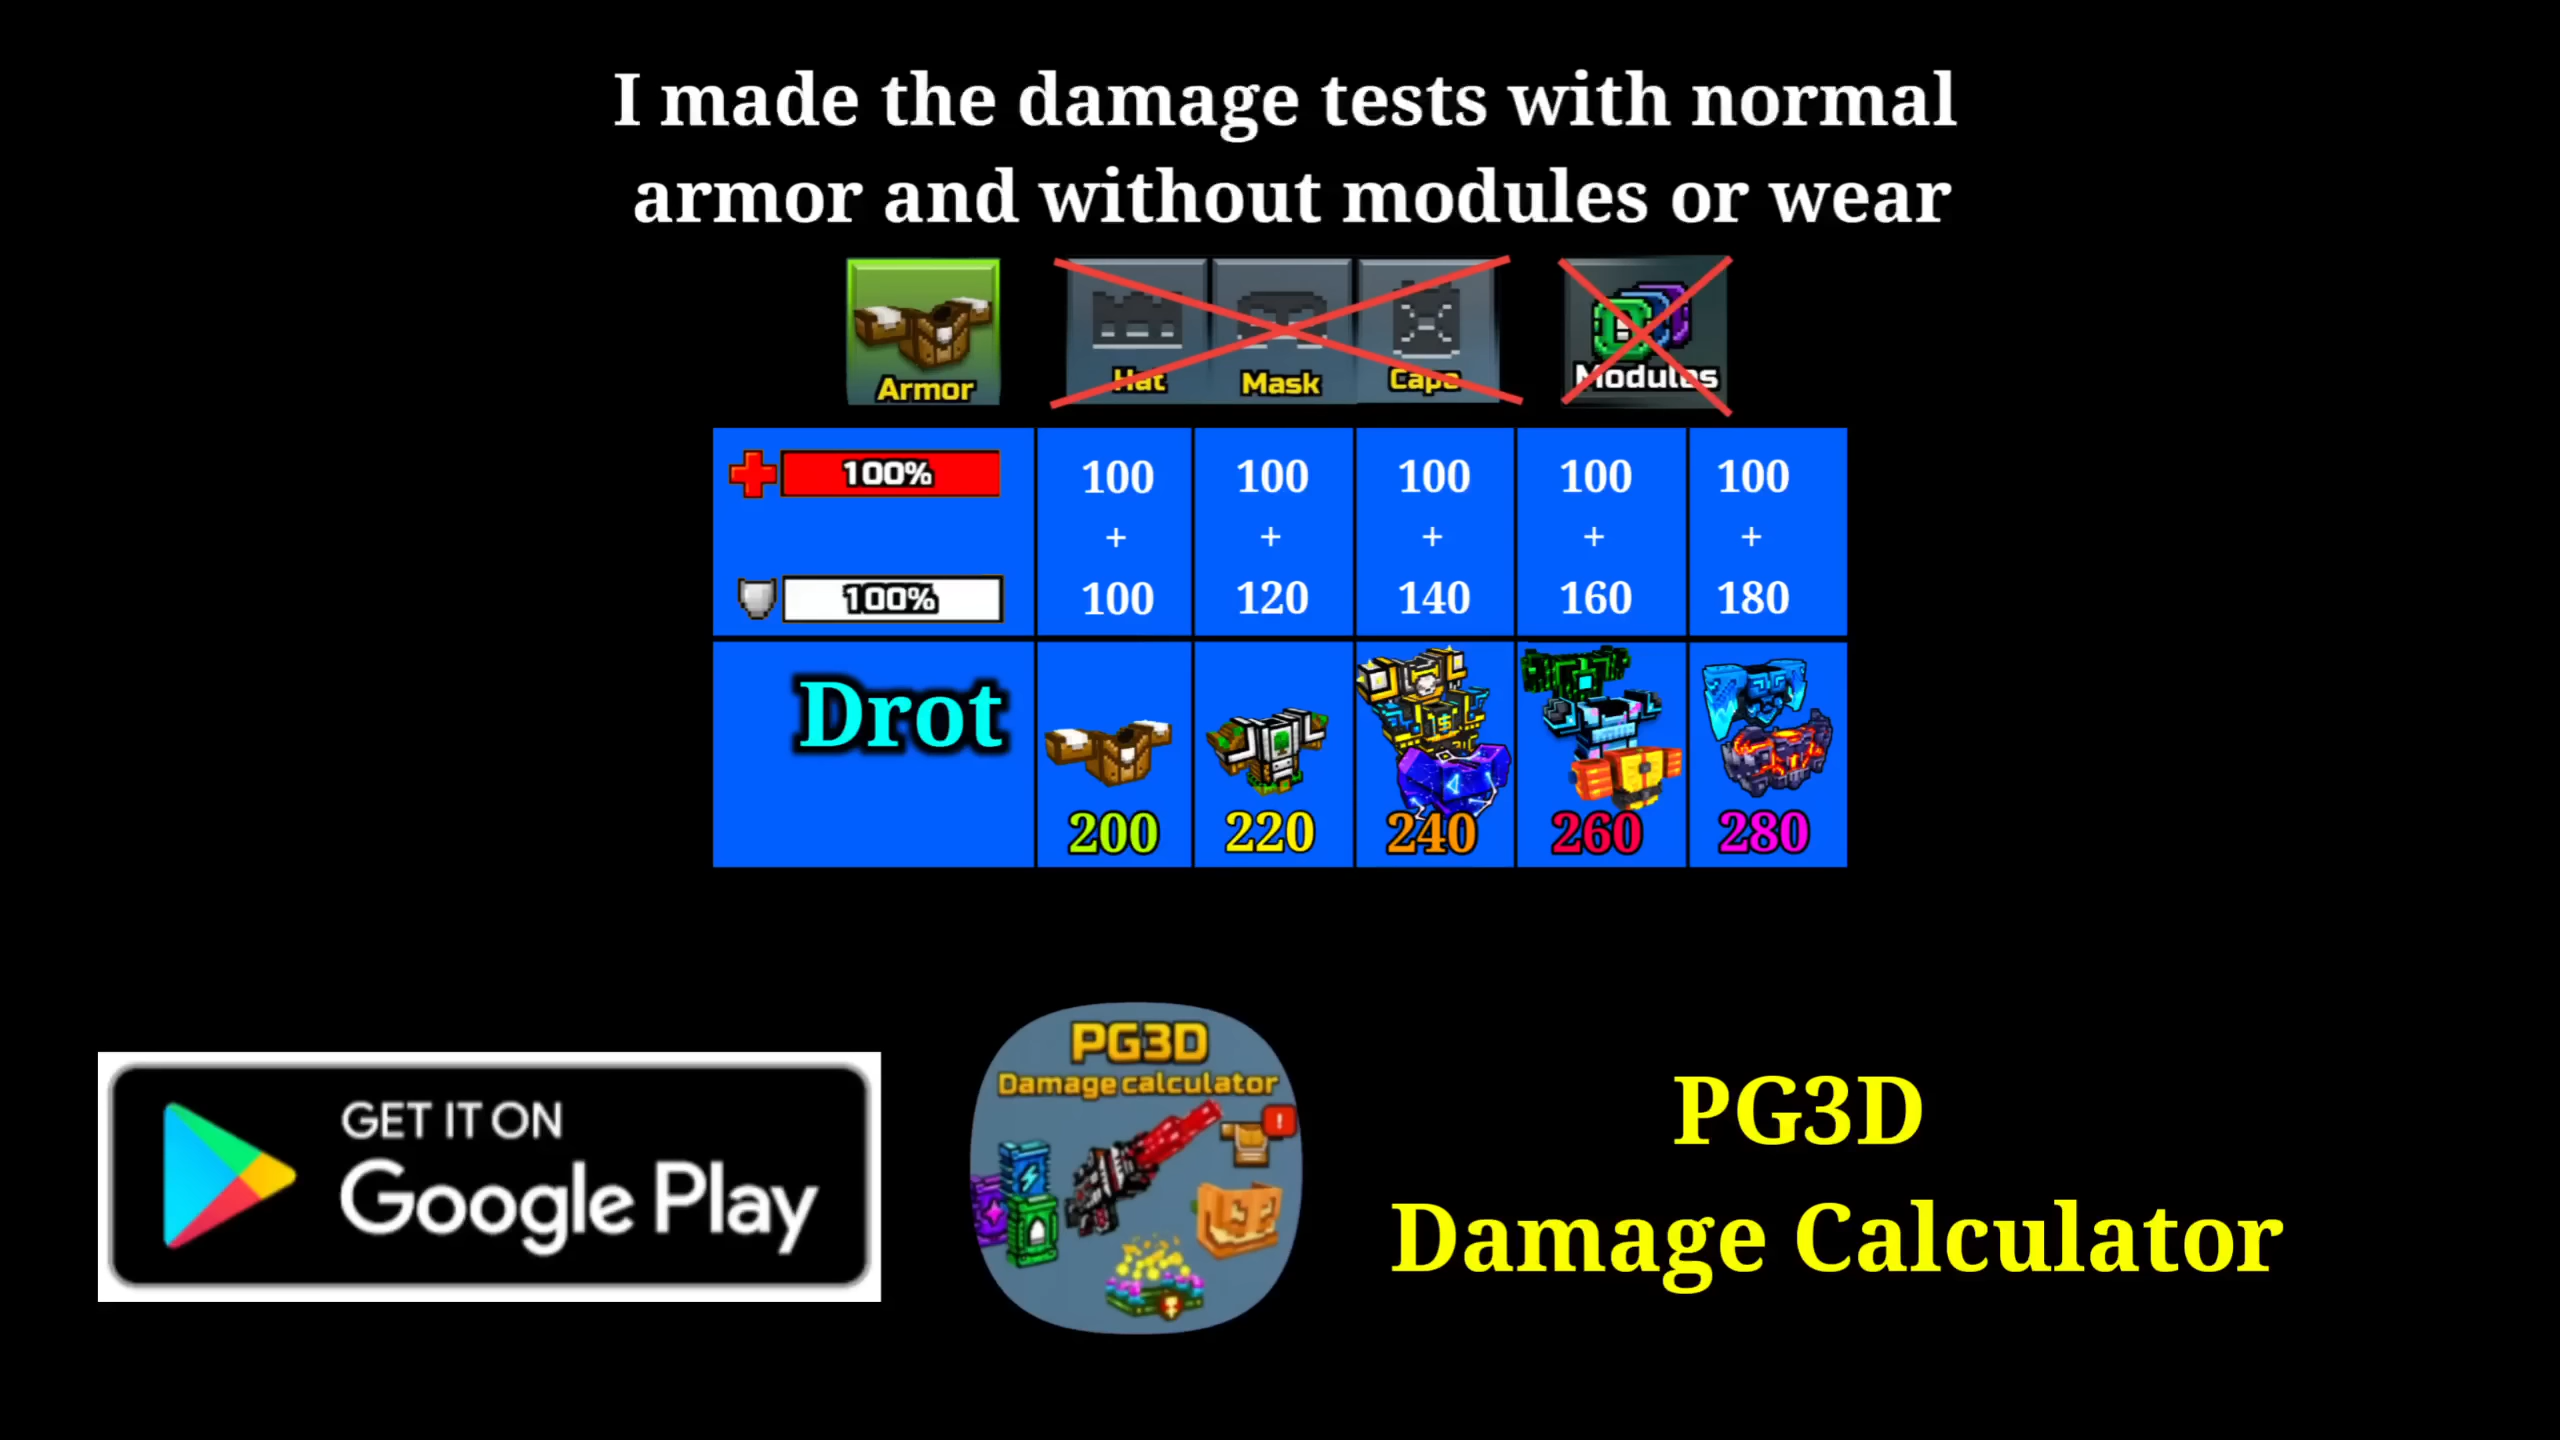 I made the damage tests with normal
armor and without modules or wear
Armor
Hat
Mask
Cape
Modules
100%
100 100 100 100 100
+ + + + +
100%
100 120 140 160 180
Drot
200 220 240 260 280
GET IT ON
Google Play
PG3D
Damage calculator
!
PG3D
Damage Calculator